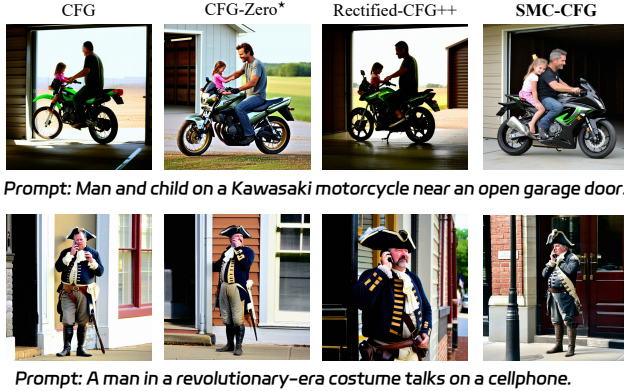 CFG CFG-Zero★ Rectified-CFG++ SMC-CFG
Prompt: Man and child on a Kawasaki motorcycle near an open garage door.
Prompt: A man in a revolutionary-era costume talks on a cellphone.